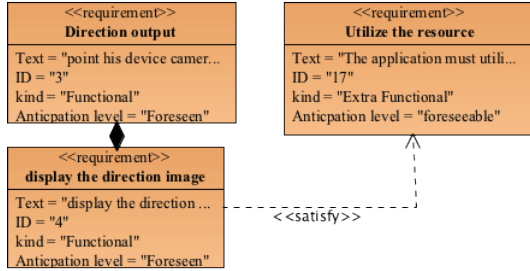 <<requirement>>
Direction output
Text = "point his device camer...
ID = "3"
kind = "Functional"
Anticpation level = "Foreseen"
<<requirement>>
Utilize the resource
Text = "The application must utili...
ID = "17"
kind = "Extra Functional"
Anticpation level = "foreseeable"
<<requirement>>
display the direction image
Text = "display the direction ...
ID = "4"
kind = "Functional"
Anticpation level = "Foreseen"
<<satisfy>>